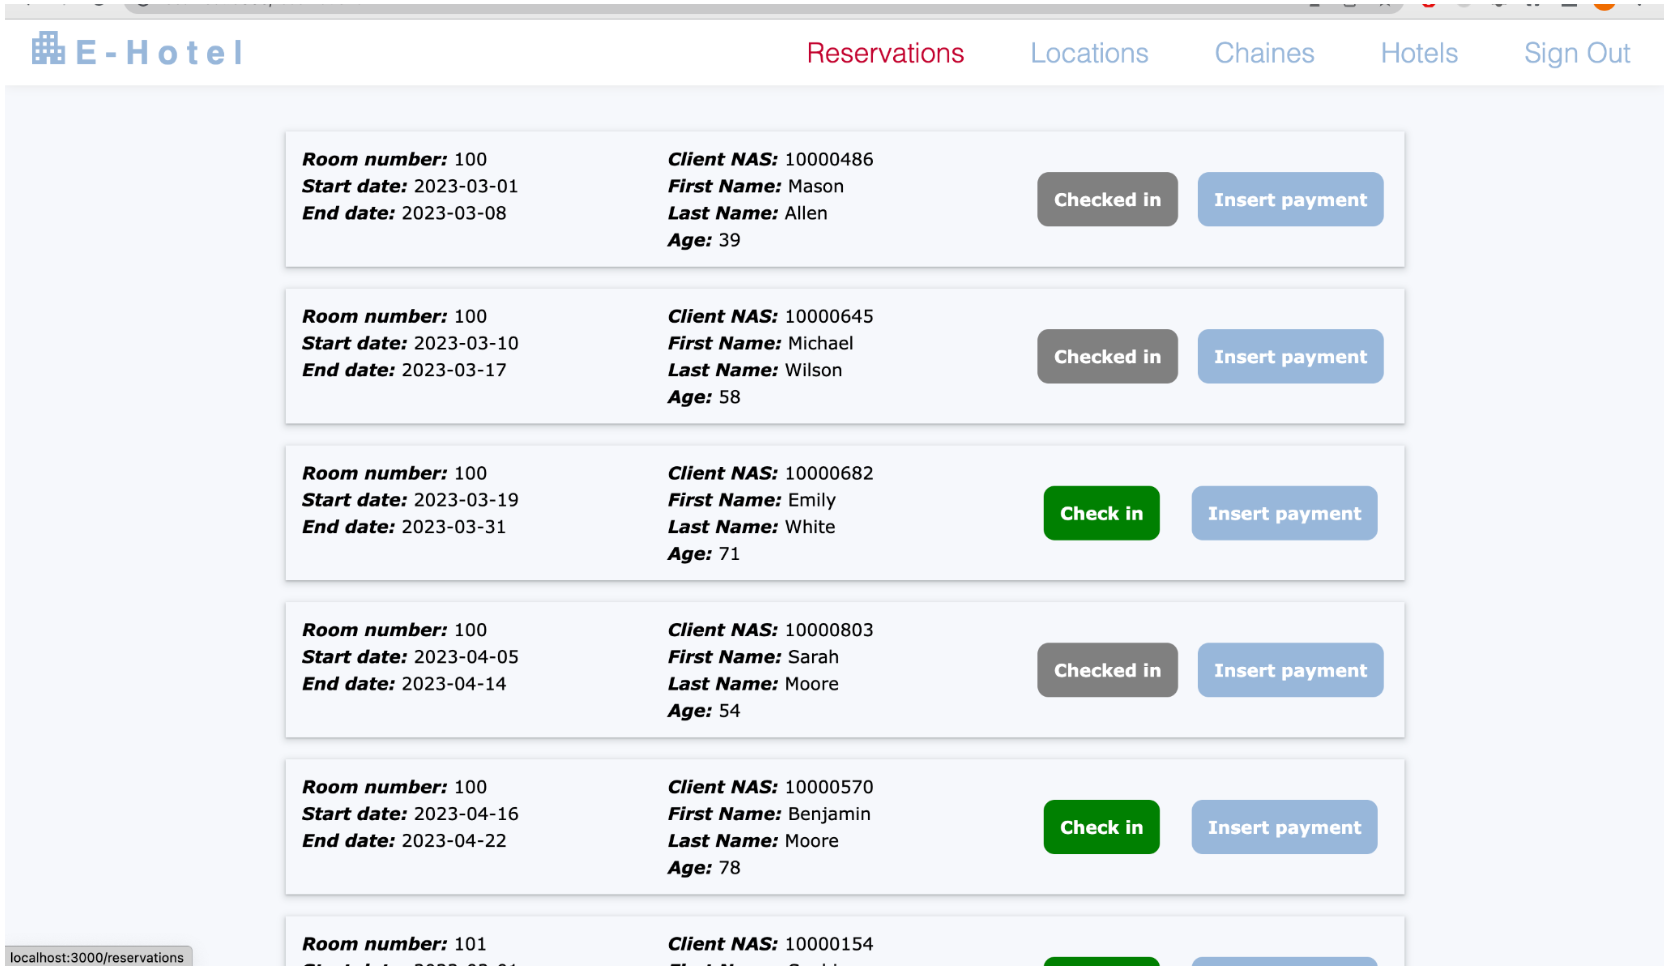 E-Hotel
Reservations Locations Chaines Hotels Sign Out
Room number: 100
Start date: 2023-03-01
End date: 2023-03-08
Client NAS: 10000486
First Name: Mason
Last Name: Allen
Age: 39
Checked in Insert payment
Room number: 100
Start date: 2023-03-10
End date: 2023-03-17
Client NAS: 10000645
First Name: Michael
Last Name: Wilson
Age: 58
Checked in Insert payment
Room number: 100
Start date: 2023-03-19
End date: 2023-03-31
Client NAS: 10000682
First Name: Emily
Last Name: White
Age: 71
Check in Insert payment
Room number: 100
Start date: 2023-04-05
End date: 2023-04-14
Client NAS: 10000803
First Name: Sarah
Last Name: Moore
Age: 54
Checked in Insert payment
Room number: 100
Start date: 2023-04-16
End date: 2023-04-22
Client NAS: 10000570
First Name: Benjamin
Last Name: Moore
Age: 78
Check in Insert payment
Room number: 101
Client NAS: 10000154
localhost:3000/reservations